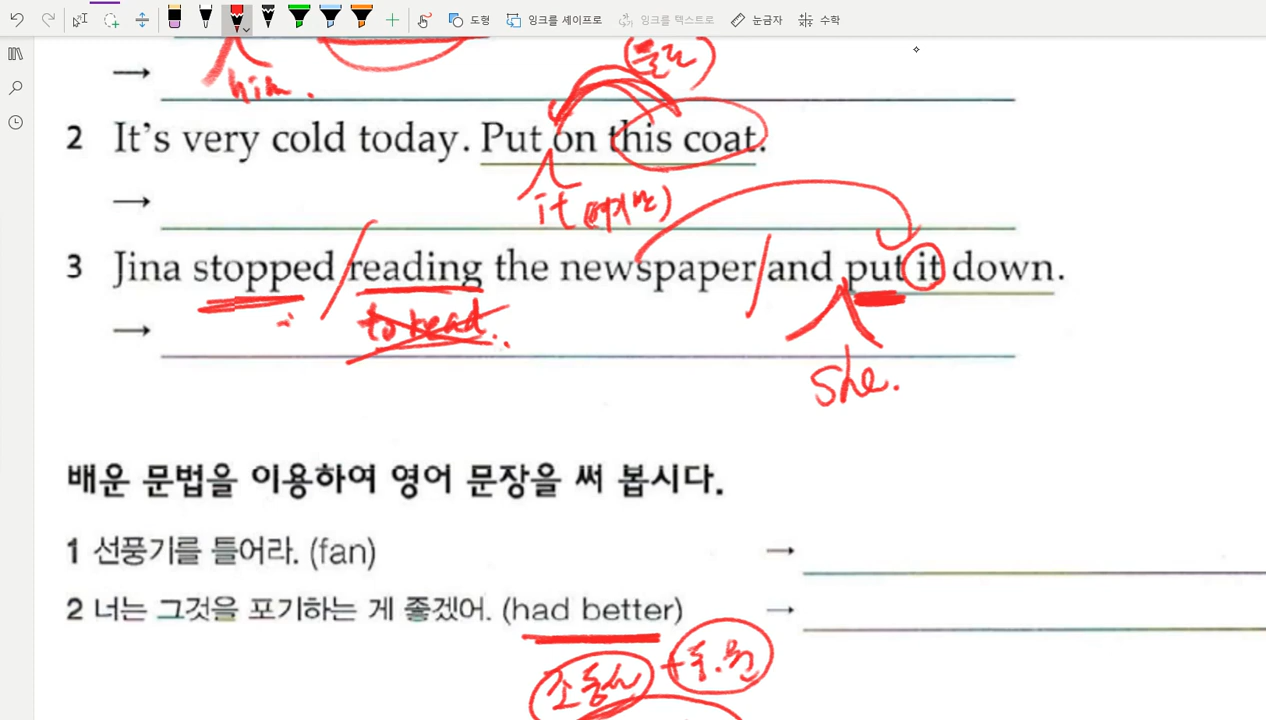 도형 잉크를 셰이프로 잉크를 텍스트로 눈금자 수학
→ him.
2 It's very cold today. Put on this coat.
→ it
3 Jina stopped reading the newspaper / and put it down.
to read..
→
she.
배운 문법을 이용하여 영어 문장을 써 봅시다.
1 선풍기를 틀어라. (fan) →
2 너는 그것을 포기하는 게 좋겠어. (had better) →
조동사 + 동.원